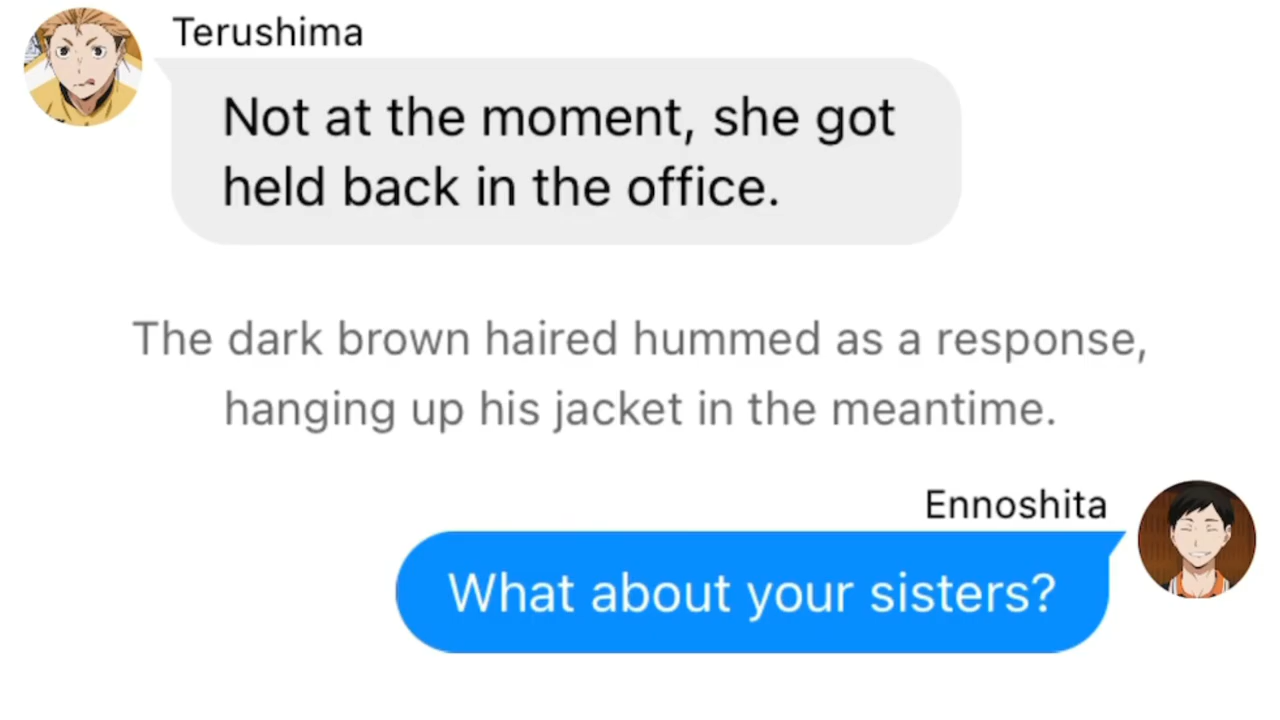 Terushima
Not at the moment, she got
held back in the office.
The dark brown haired hummed as a response,
hanging up his jacket in the meantime.
Ennoshita
What about your sisters?